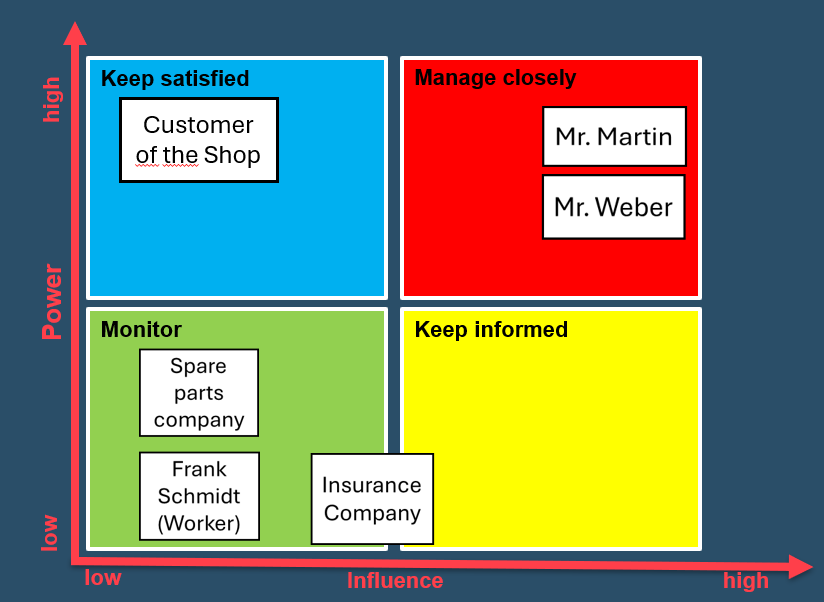 high
Power
low
Keep satisfied
Customer
of the Shop
Manage closely
Mr. Martin
Mr. Weber
Monitor
Spare
parts
company
Frank
Schmidt
(Worker)
Insurance
Company
Keep informed
low
Influence
high